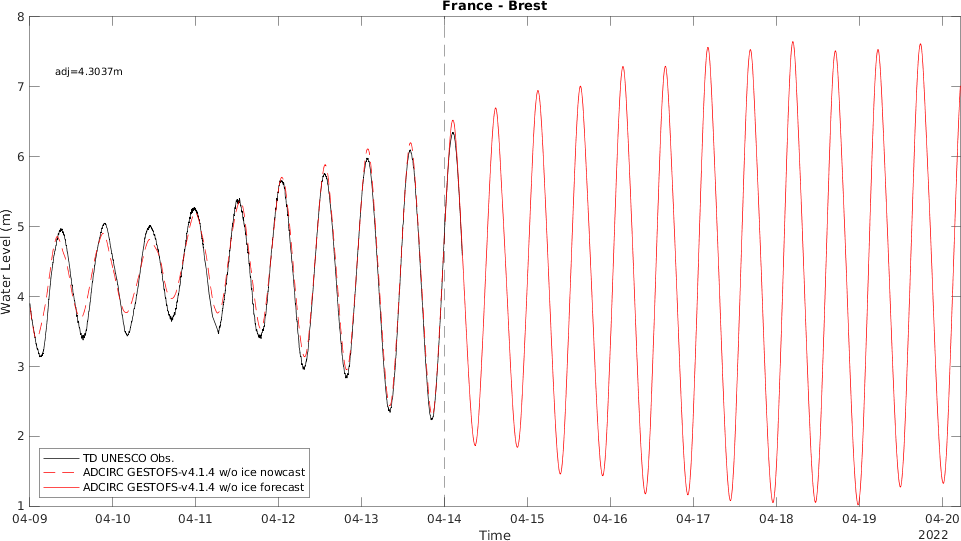 France - Brest
8
7
6
5
4
3
2
1
Water Level (m)
adj=4.3037m
TD UNESCO Obs.
ADCIRC GESTOFS-v4.1.4 w/o ice nowcast
ADCIRC GESTOFS-v4.1.4 w/o ice forecast
04-09 04-10 04-11 04-12 04-13 04-14 04-15 04-16 04-17 04-18 04-19 04-20
Time
2022